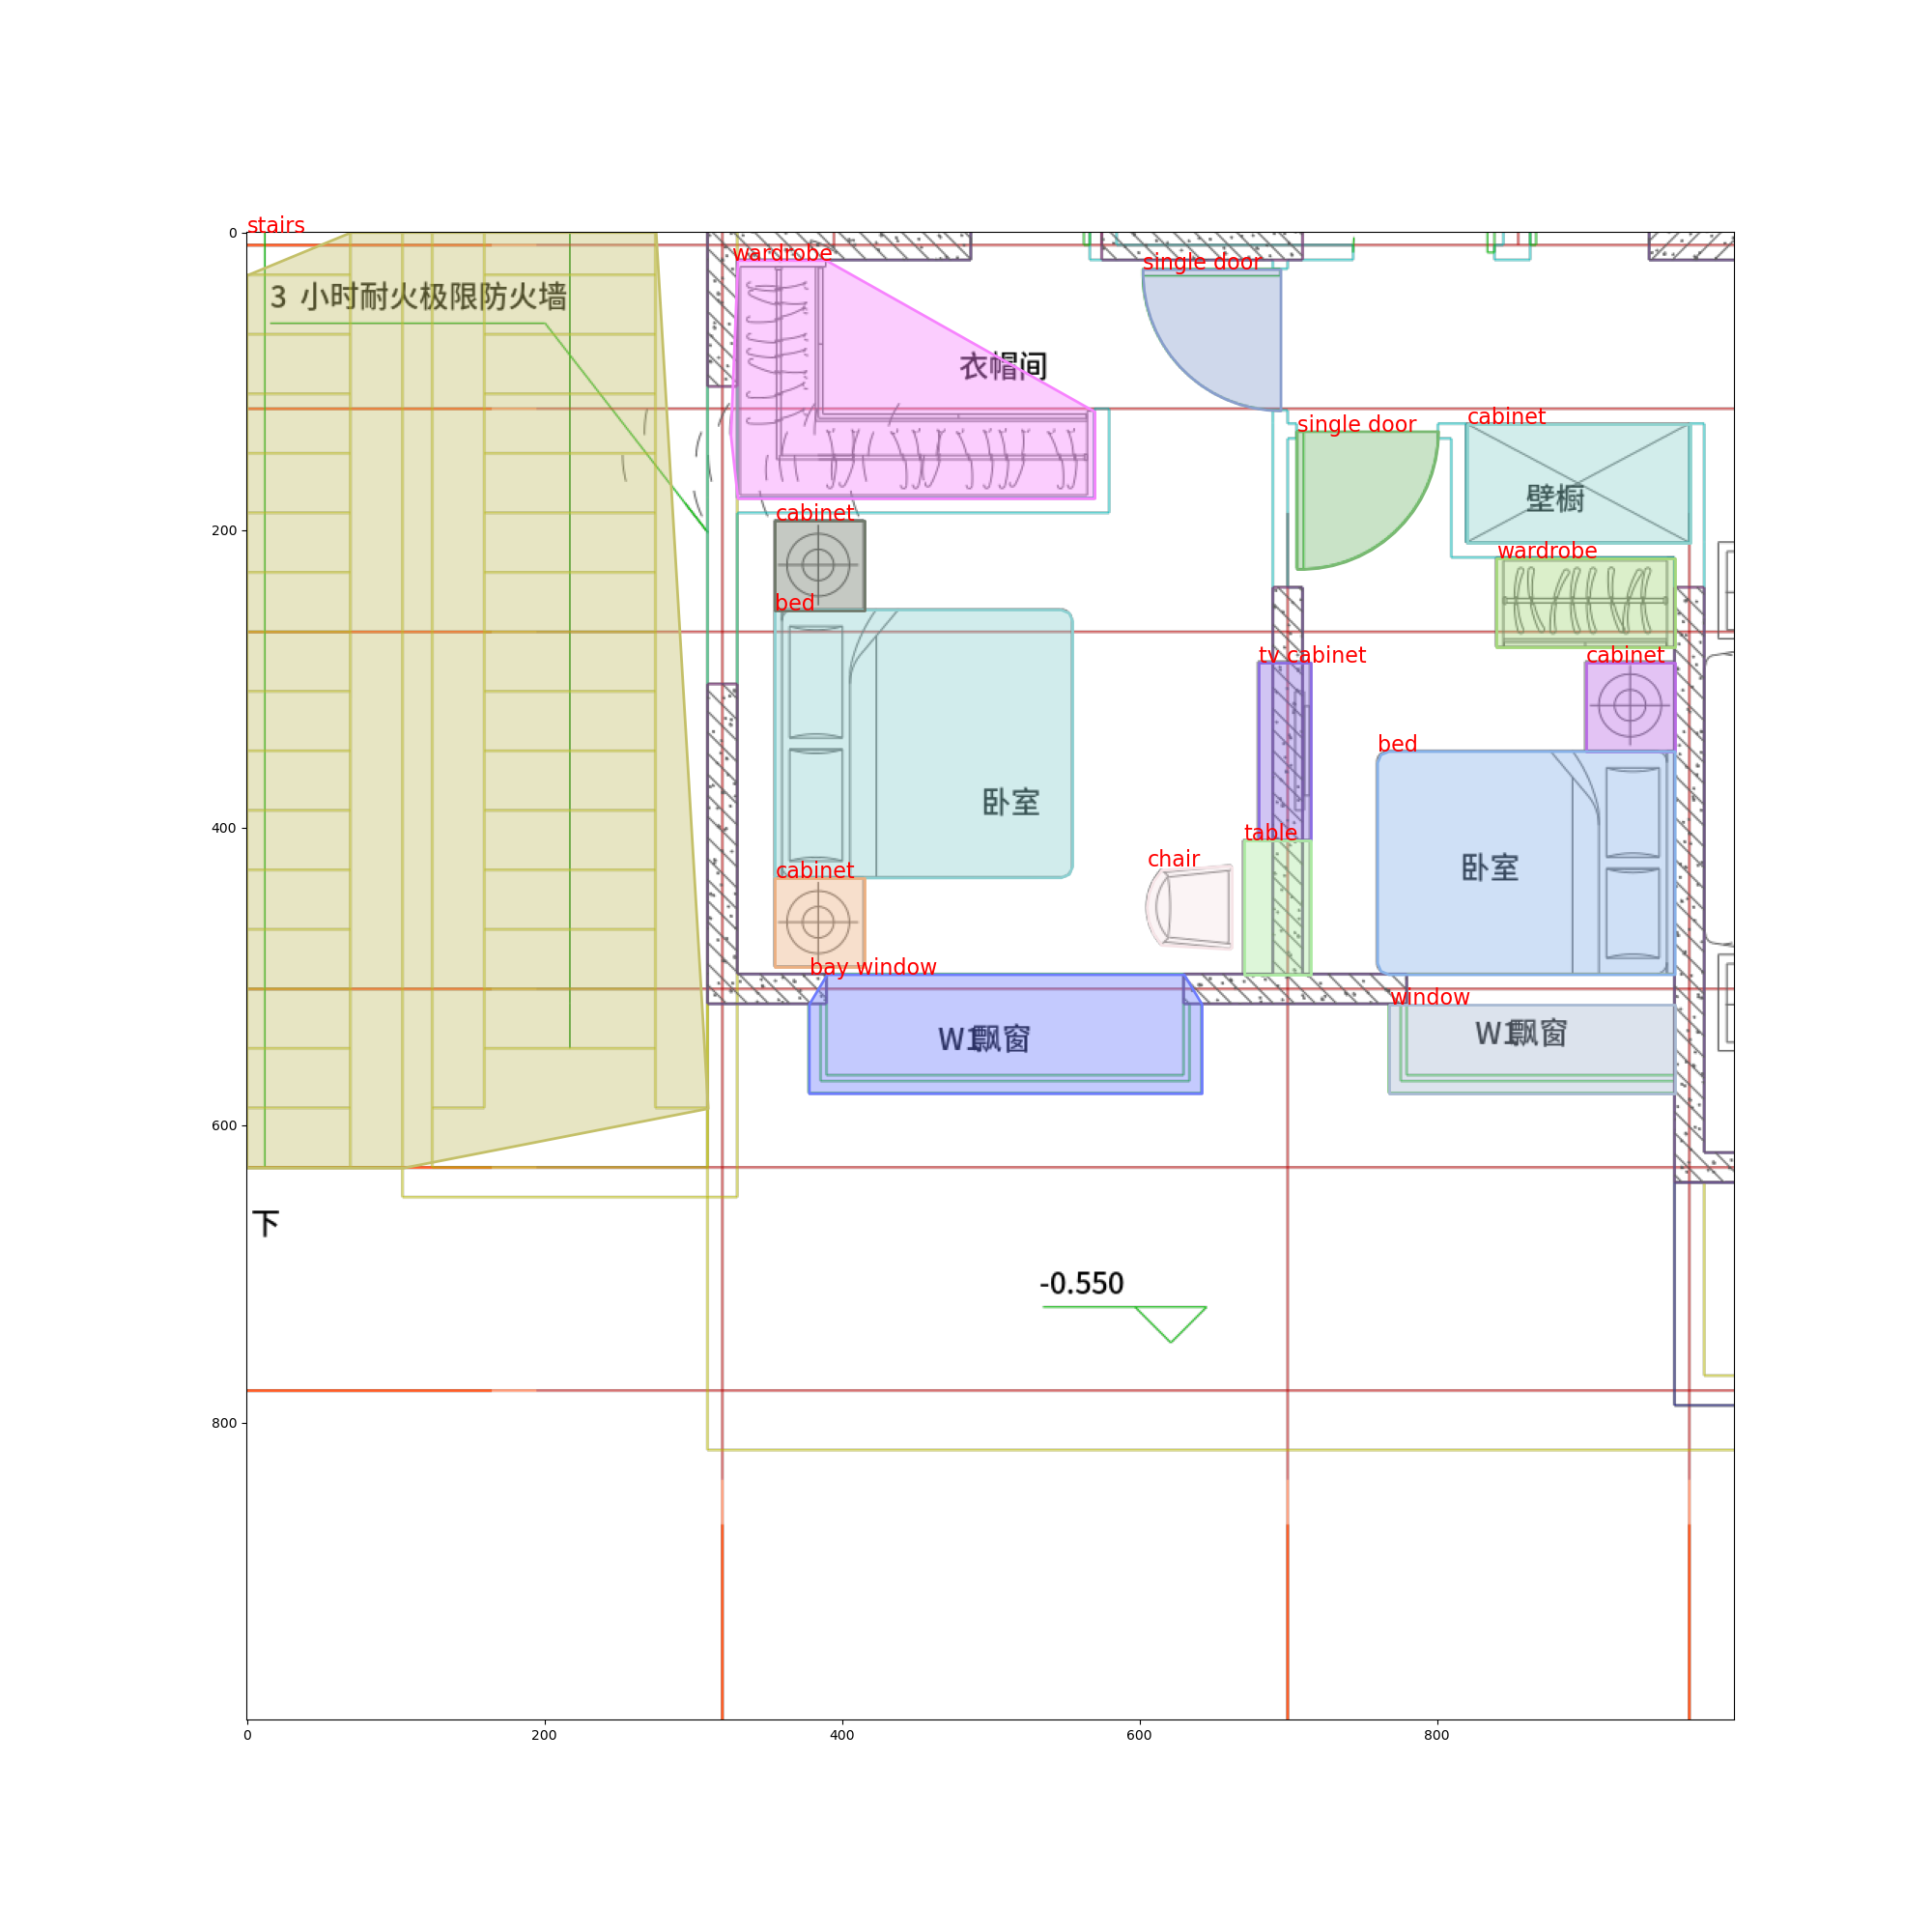 stairs
0
wardrobe
single door
3 小时耐火极限防火墙
衣帽间
cabinet
single door
壁橱
cabinet
200
wardrobe
bed
tv cabinet
cabinet
bed
卧室
400
table
chair
卧室
cabinet
bay window
window
W1飘窗
W1飘窗
600
下
-0.550
800
0
200
400
600
800